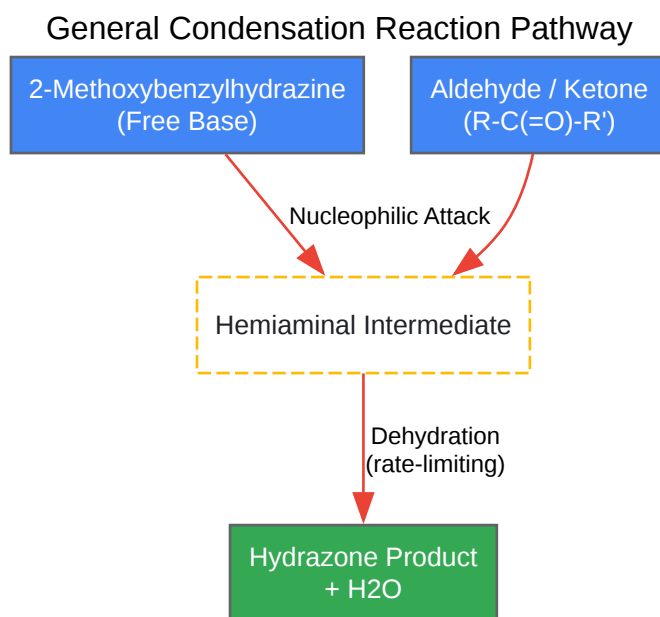 General Condensation Reaction Pathway
2-Methoxybenzylhydrazine
(Free Base)
Aldehyde / Ketone
(R-C(=O)-R')
Nucleophilic Attack
Hemiaminal Intermediate
Dehydration
(rate-limiting)
Hydrazone Product
+ H2O